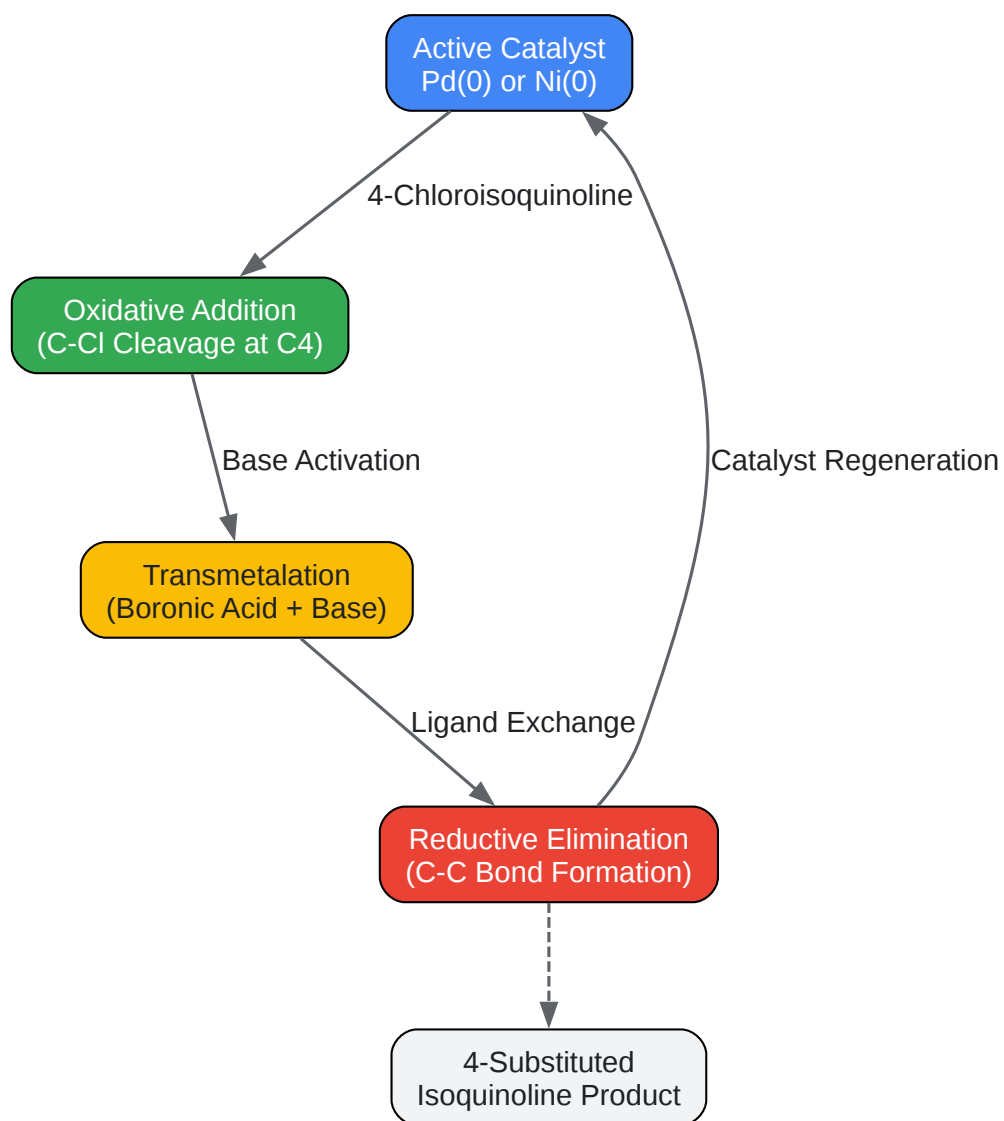 Active Catalyst
Pd(0) or Ni(0)
4-Chloroisoquinoline
Oxidative Addition
(C-Cl Cleavage at C4)
Base Activation
Catalyst Regeneration
Transmetalation
(Boronic Acid + Base)
Ligand Exchange
Reductive Elimination
(C-C Bond Formation)
4-Substituted
Isoquinoline Product